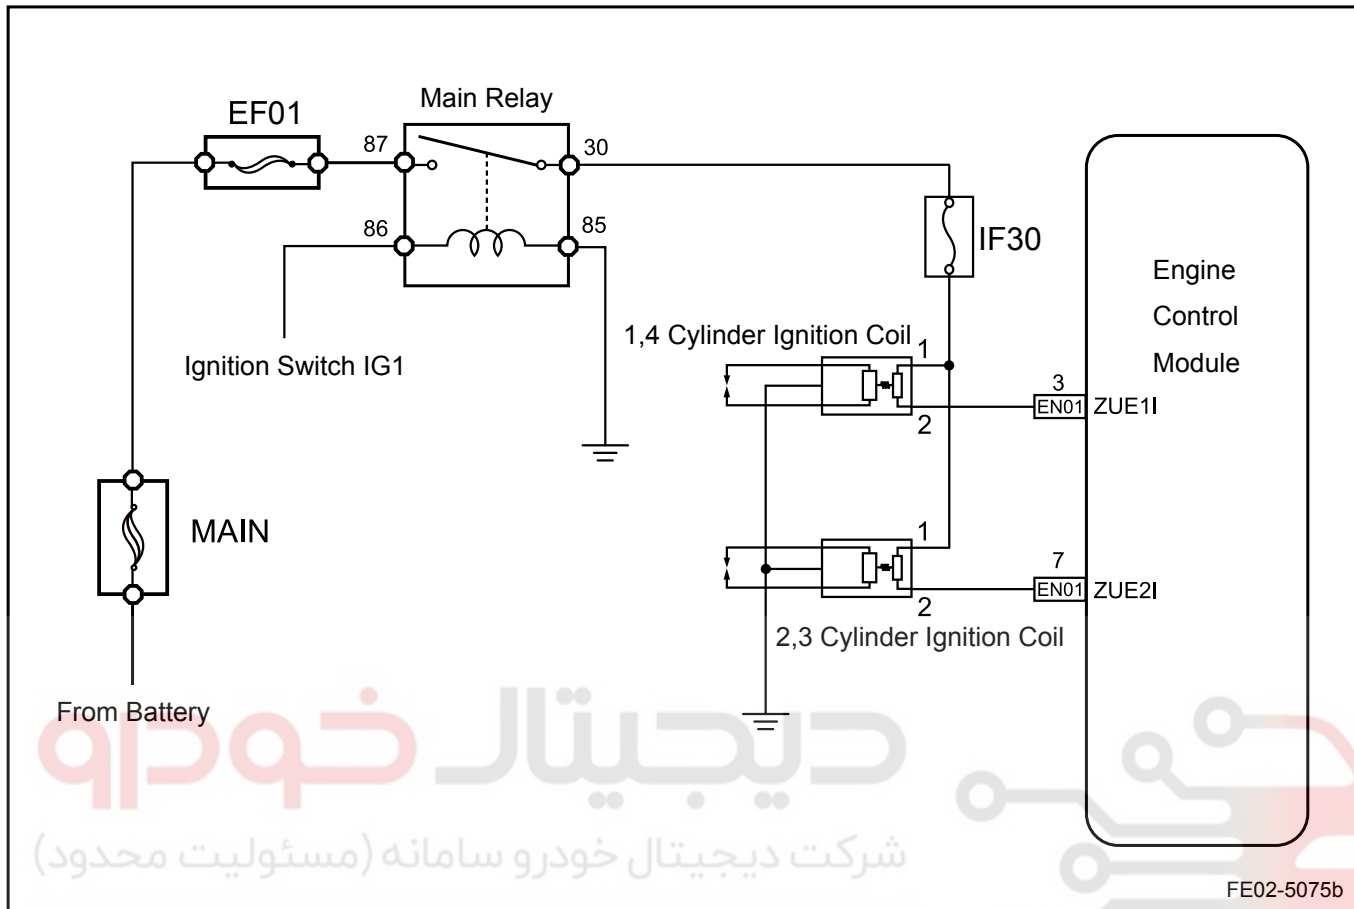 Main Relay
EF01
87
30
86
85
IF30
Engine
Control
Module
1,4 Cylinder Ignition Coil
1
Ignition Switch IG1
3
EN01 ZUE1I
2
MAIN
1
7
EN01 ZUE2I
2
2,3 Cylinder Ignition Coil
From Battery
دیجیتال خودرو
شرکت دیجیتال خودرو سامانه (مسئولیت محدود)
FE02-5075b